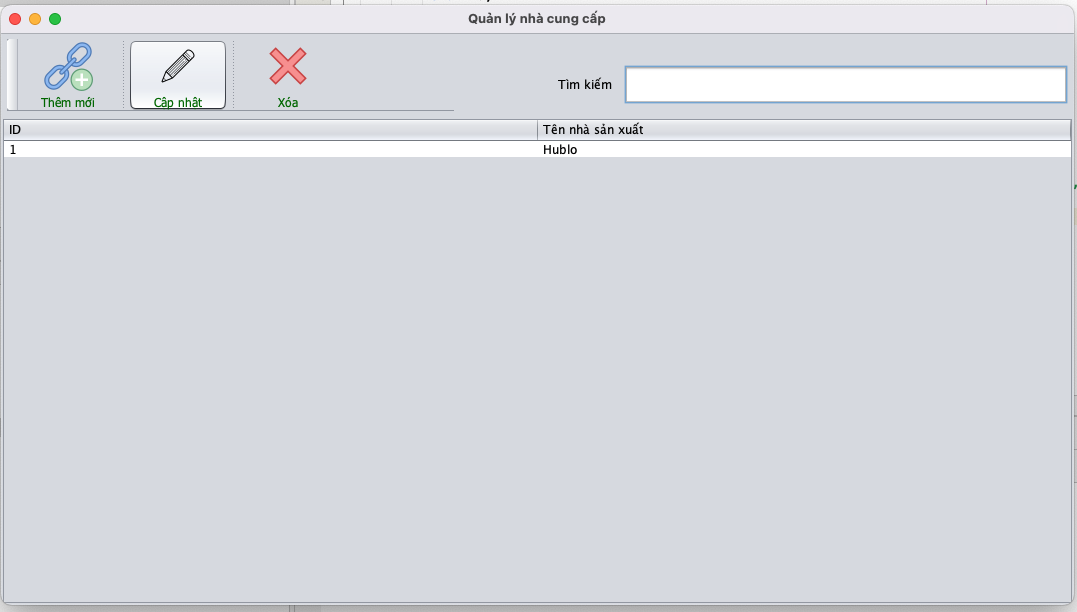 Quản lý nhà cung cấp
Thêm mới
Cập nhật
Xóa
Tìm kiếm
ID Tên nhà sản xuất
1 Hublo